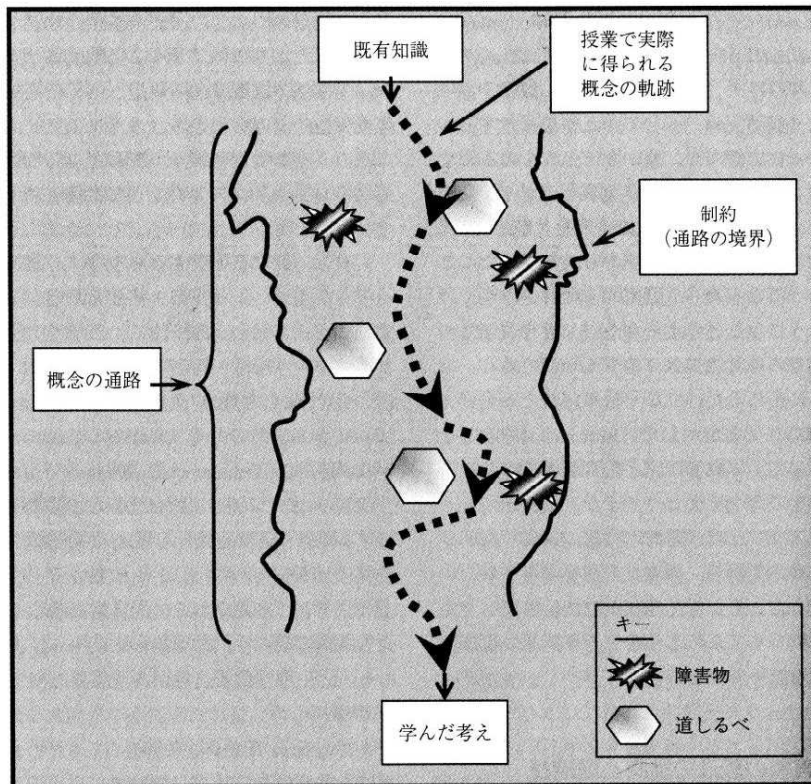 既有知識
授業で実際
に得られる
概念の軌跡
制約
(通路の境界)
概念の通路
キー
障害物
道しるべ
学んだ考え